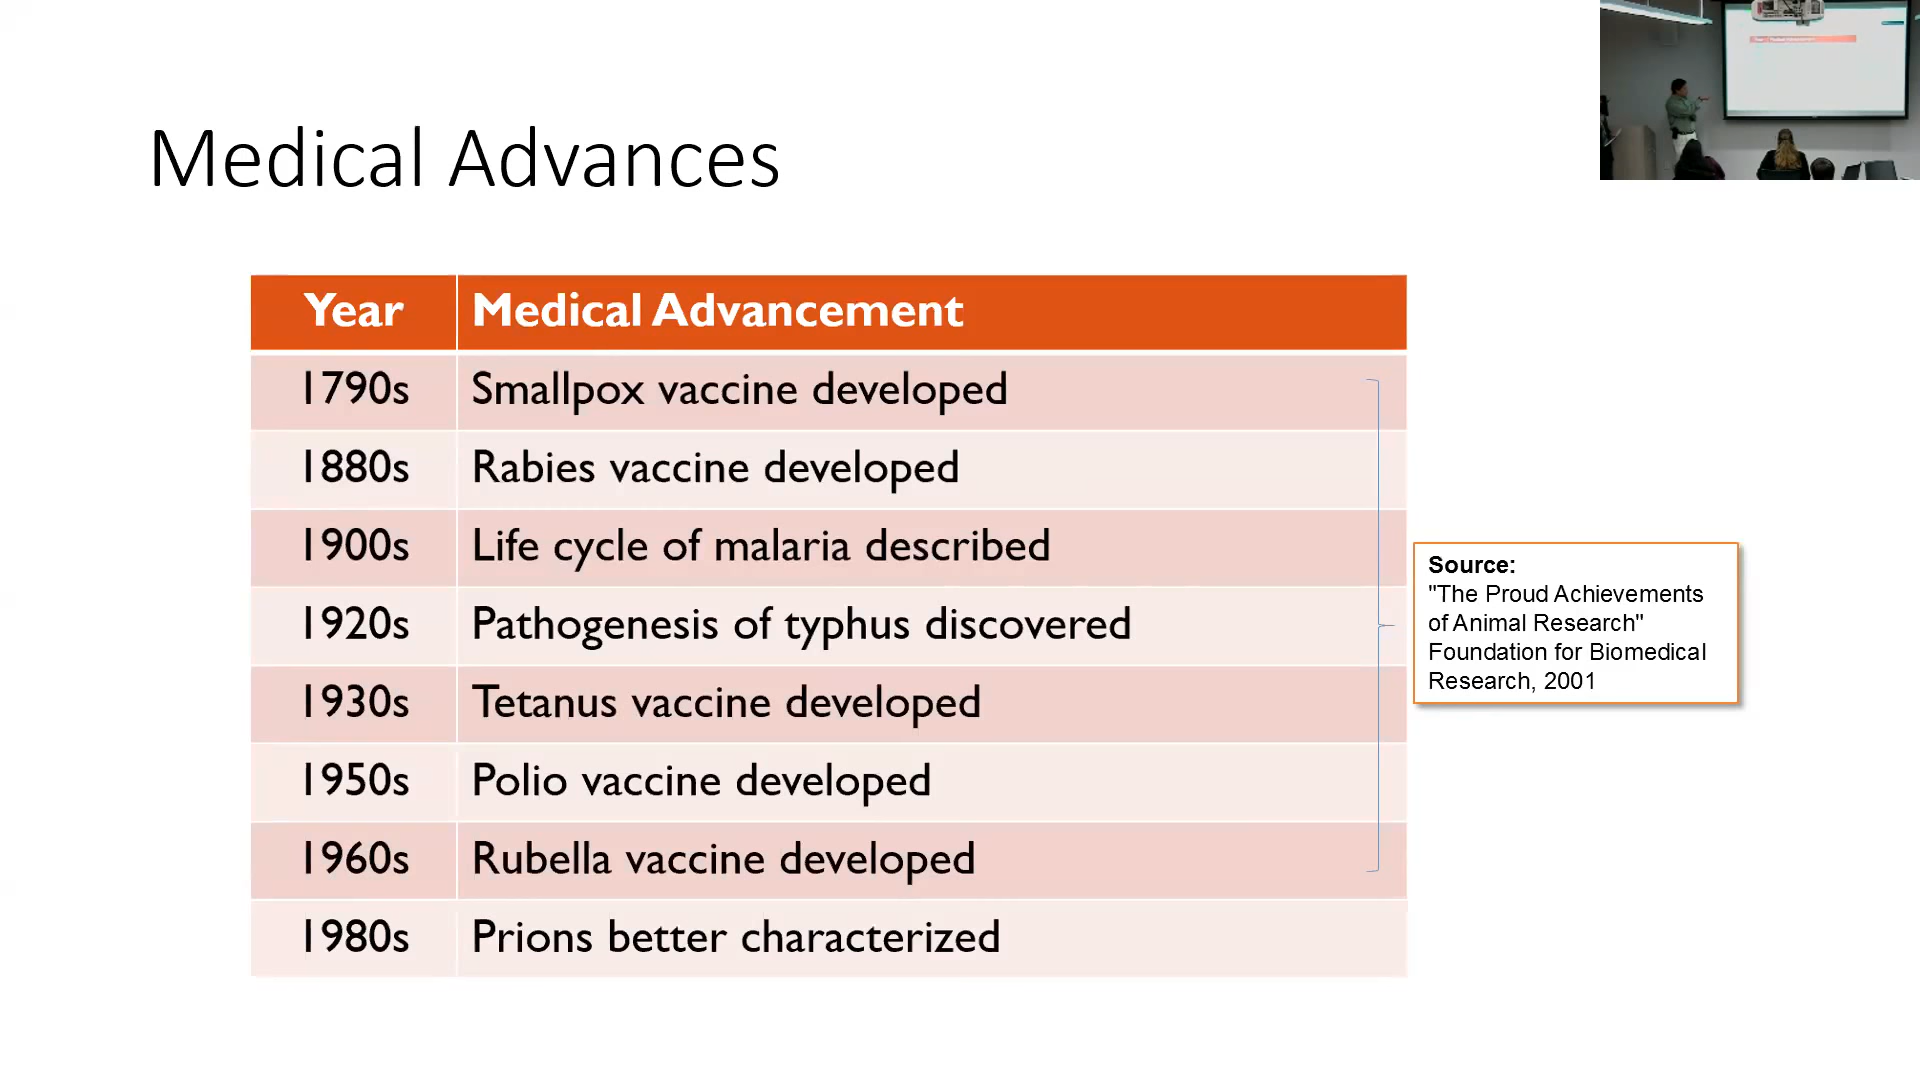 Medical Advances
Year Medical Advancement
1790s Smallpox vaccine developed
1880s Rabies vaccine developed
1900s Life cycle of malaria described
1920s Pathogenesis of typhus discovered
1930s Tetanus vaccine developed
1950s Polio vaccine developed
1960s Rubella vaccine developed
1980s Prions better characterized
Source:
"The Proud Achievements
of Animal Research"
Foundation for Biomedical
Research, 2001